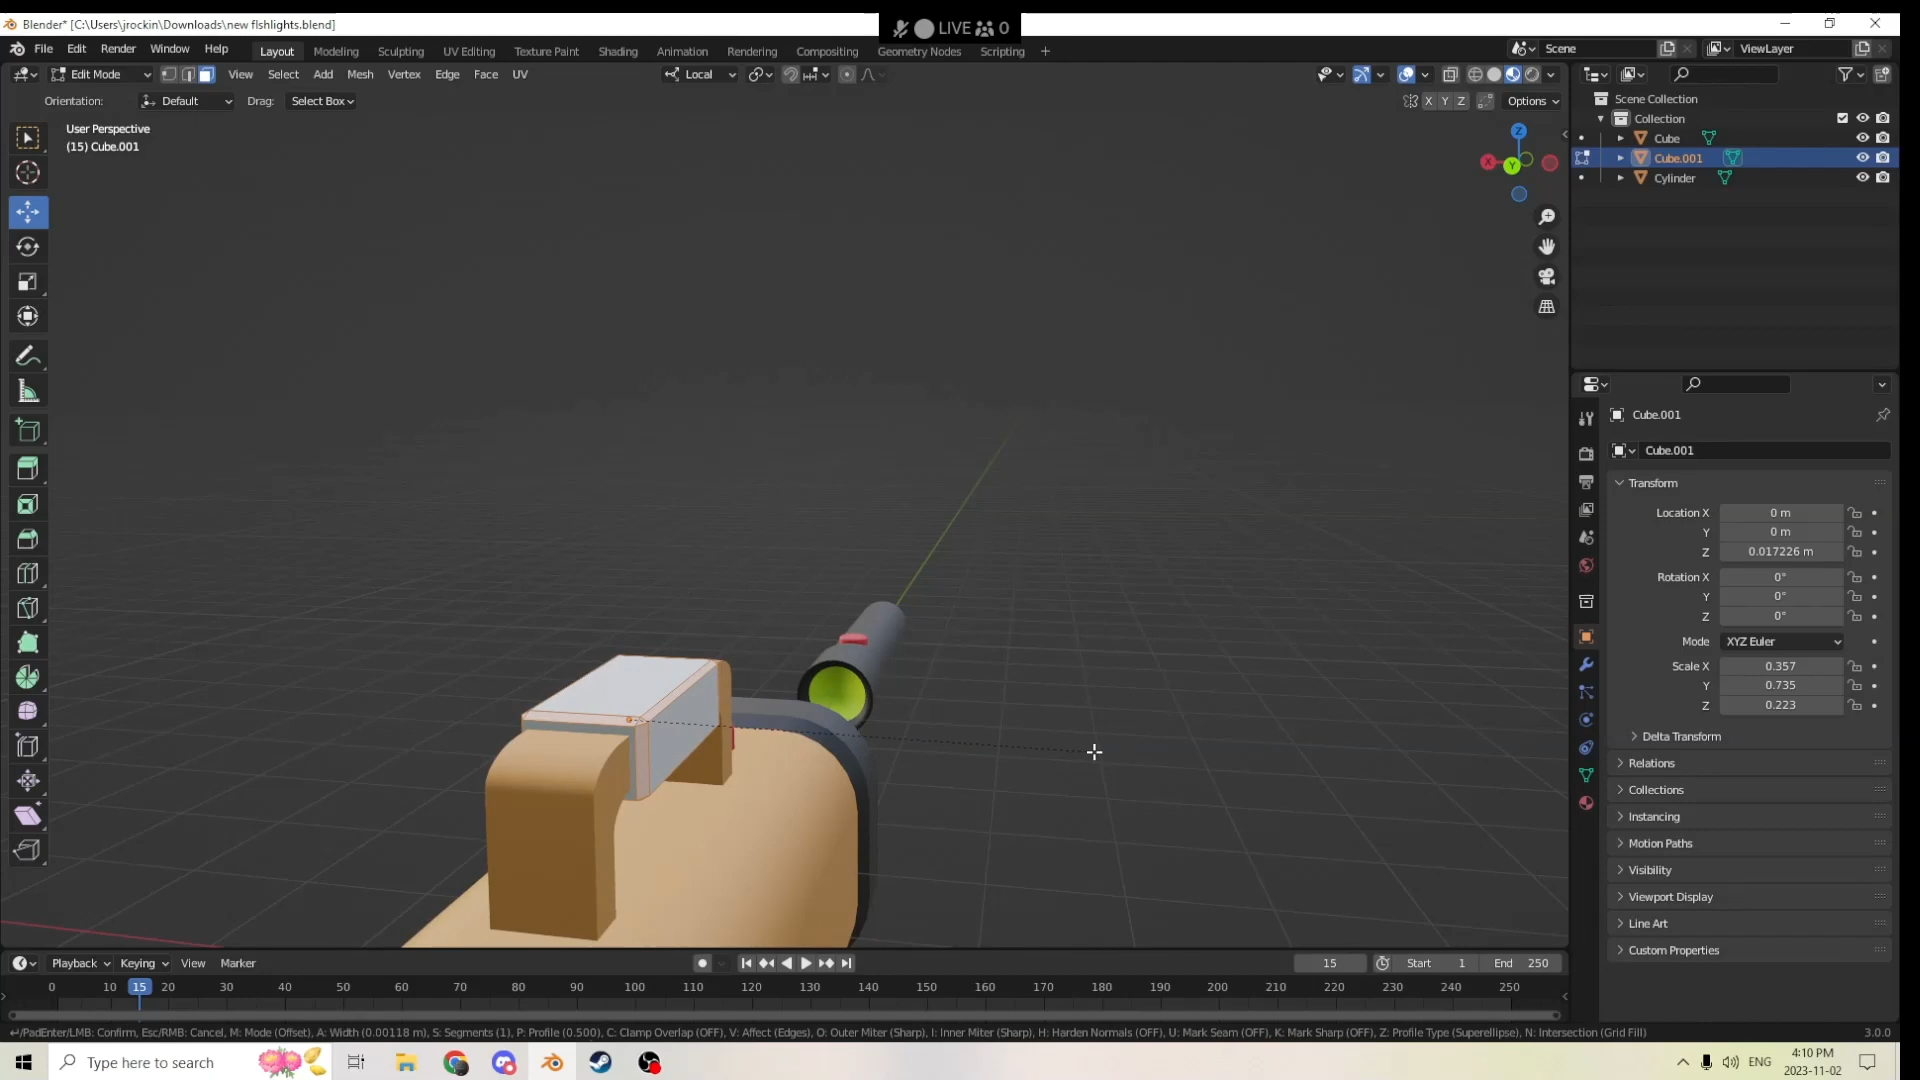 Blender* [C:\Users\jrockin\Downloads\new flshlights.blend]
LIVE 0
File Edit Render Window Help Layout Modeling Sculpting UV Editing Texture Paint Shading Animation Rendering Compositing Geometry Nodes Scripting + Scene ViewLayer
Edit Mode View Select Add Mesh Vertex Edge Face UV Local
Orientation: Default Drag: Select Box X Y Z Options
User Perspective
(15) Cube.001
Z
X
Y
Scene Collection
Collection
Cube
Cube.001
Cylinder
Cube.001
Cube.001
Transform
Location X 0 m
Y 0 m
Z 0.017226 m
Rotation X 0°
Y 0°
Z 0°
Mode XYZ Euler
Scale X 0.357
Y 0.735
Z 0.223
Delta Transform
Relations
Collections
Instancing
Motion Paths
Visibility
Viewport Display
Line Art
Custom Properties
Playback Keying View Marker 15 Start 1 End 250
0 10 15 20 30 40 50 60 70 80 90 100 110 120 130 140 150 160 170 180 190 200 210 220 230 240 250
↵/PadEnter/LMB: Confirm, Esc/RMB: Cancel, M: Mode (Offset), A: Width (0.00118 m), S: Segments (1), P: Profile (0.500), C: Clamp Overlap (OFF), V: Affect (Edges), O: Outer Miter (Sharp), I: Inner Miter (Sharp), H: Harden Normals (OFF), U: Mark Seam (OFF), K: Mark Sharp (OFF), Z: Profile Type (Superellipse), N: Intersection (Grid Fill) 3.0.0
Type here to search ENG 4:10 PM
2023-11-02